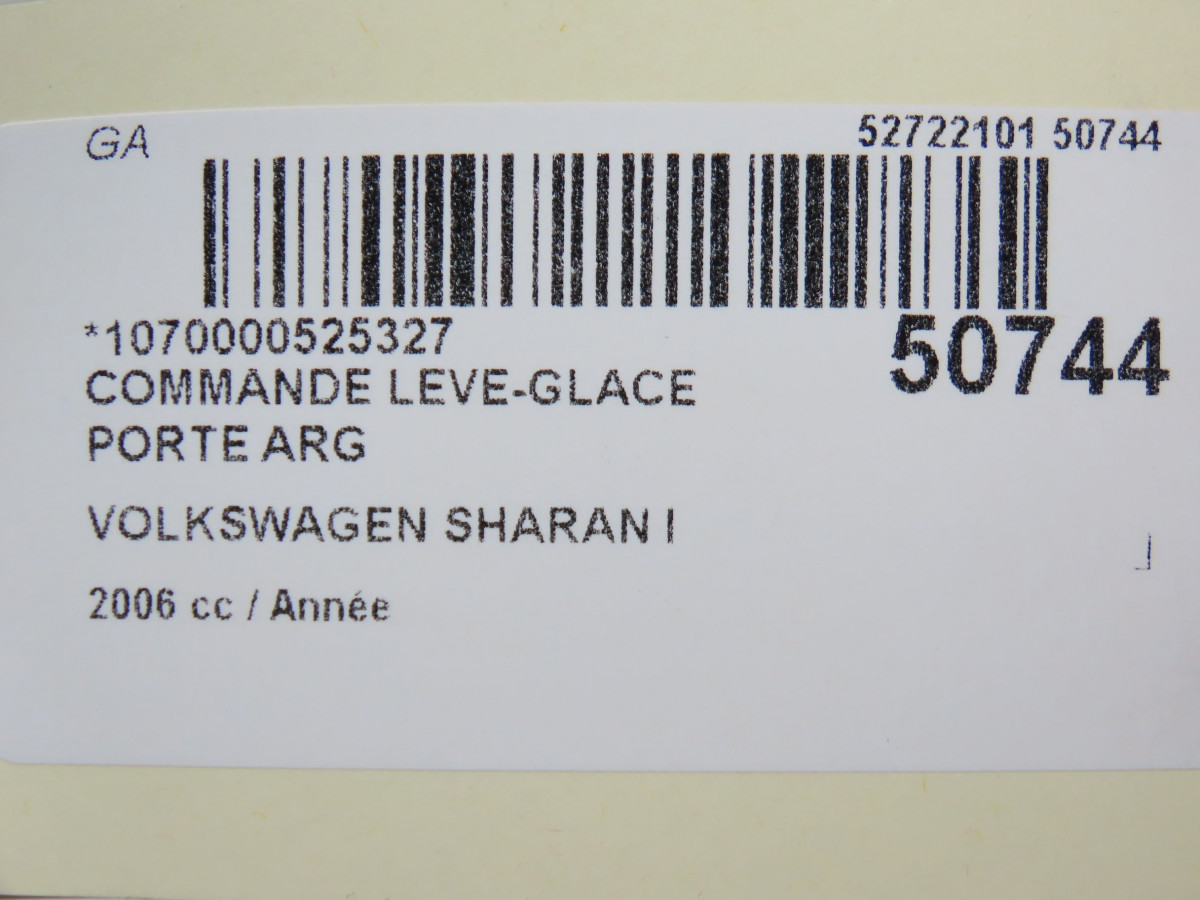 GA
52722101 50744
*1070000525327
50744
COMMANDE LEVE-GLACE
PORTE ARG
VOLKSWAGEN SHARAN I
2006 cc / Année